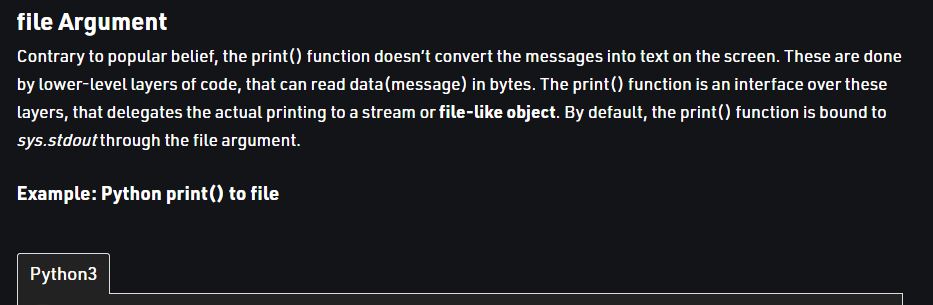 file Argument
Contrary to popular belief, the print() function doesn’t convert the messages into text on the screen. These are done
by lower-level layers of code, that can read data(message) in bytes. The print() function is an interface over these
layers, that delegates the actual printing to a stream or file-like object. By default, the print() function is bound to
sys.stdout through the file argument.
Example: Python print() to file
Python3